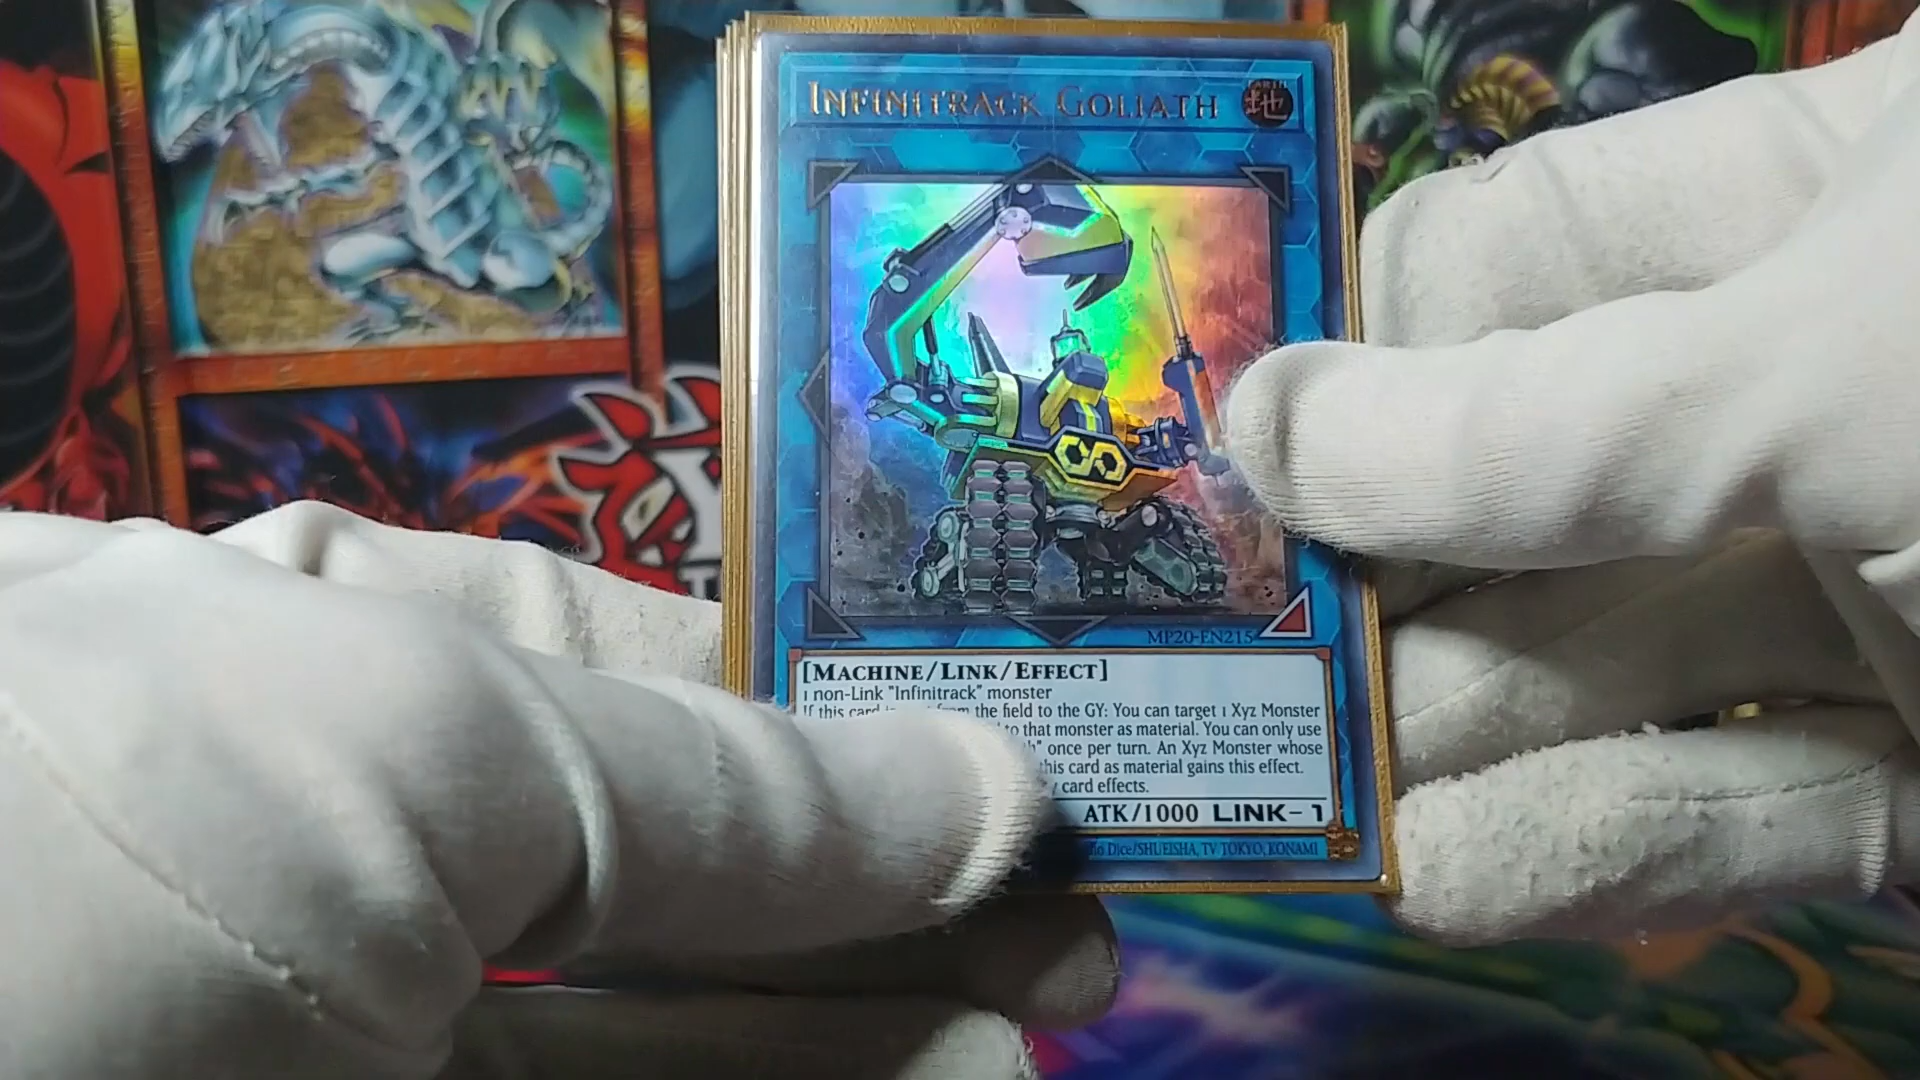 INFINITRACK GOLIATH
EARTH
地
MP20-EN215
[MACHINE/LINK/EFFECT]
1 non-Link "Infinitrack" monster
If this card from the field to the GY: You can target 1 Xyz Monster
to that monster as material. You can only use
once per turn. An Xyz Monster whose
this card as material gains this effect.
card effects.
ATK/1000 LINK-1
Dice/SHUEISHA, TV TOKYO, KONAMI